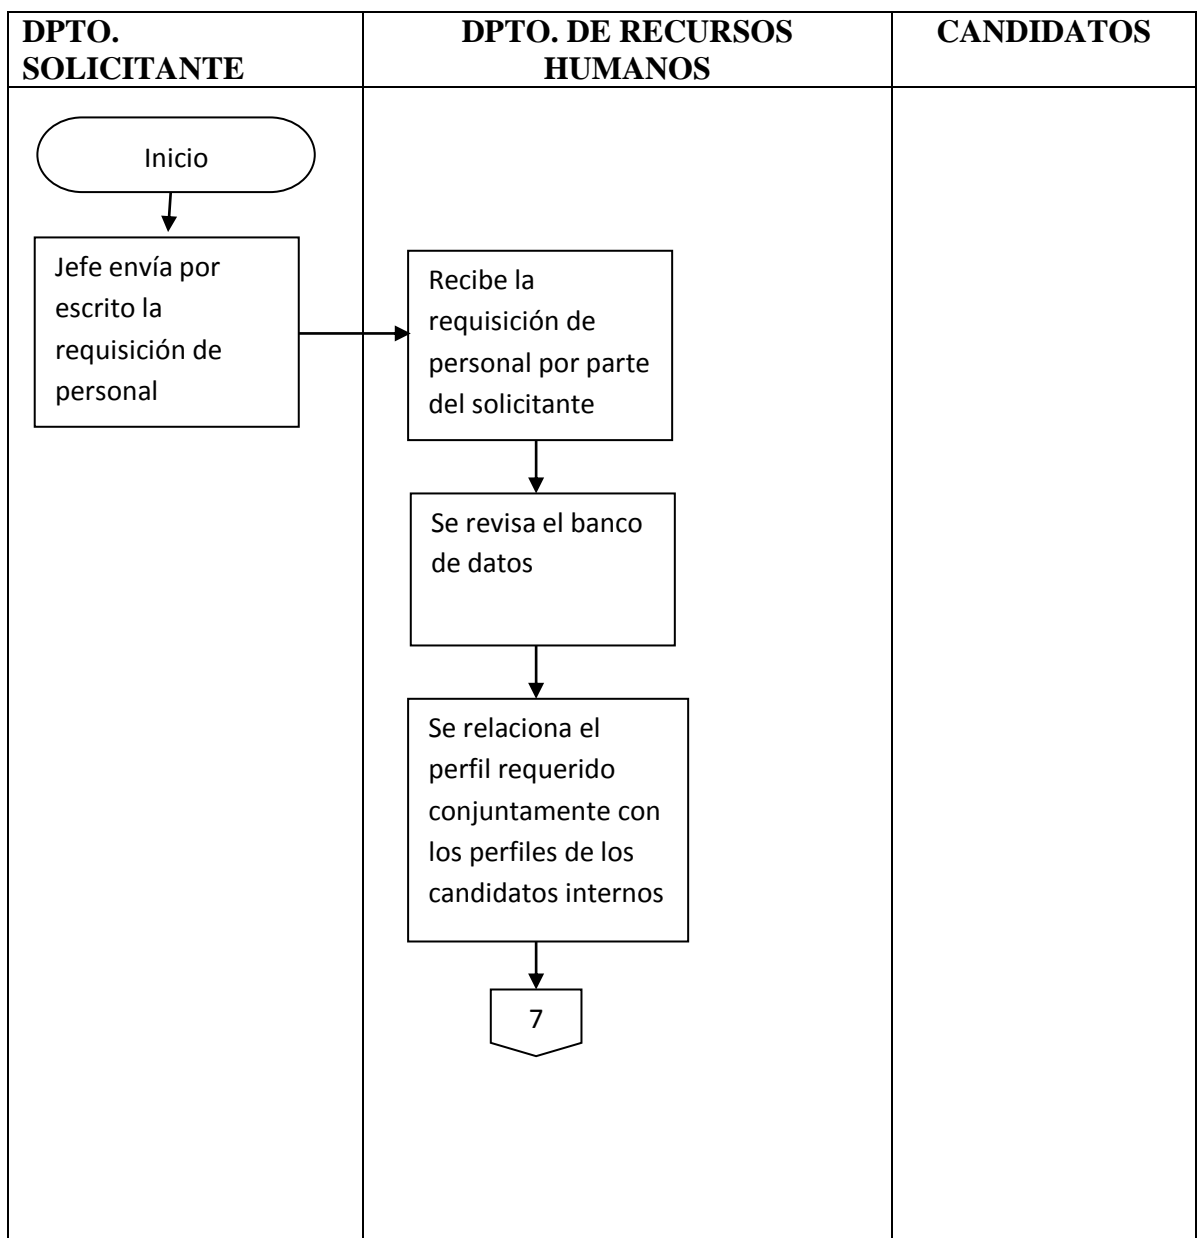 DPTO.
SOLICITANTE
DPTO. DE RECURSOS
HUMANOS
CANDIDATOS
Inicio
Jefe envía por
escrito la
requisición de
personal
Recibe la
requisición de
personal por parte
del solicitante
Se revisa el banco
de datos
Se relaciona el
perfil requerido
conjuntamente con
los perfiles de los
candidatos internos
7